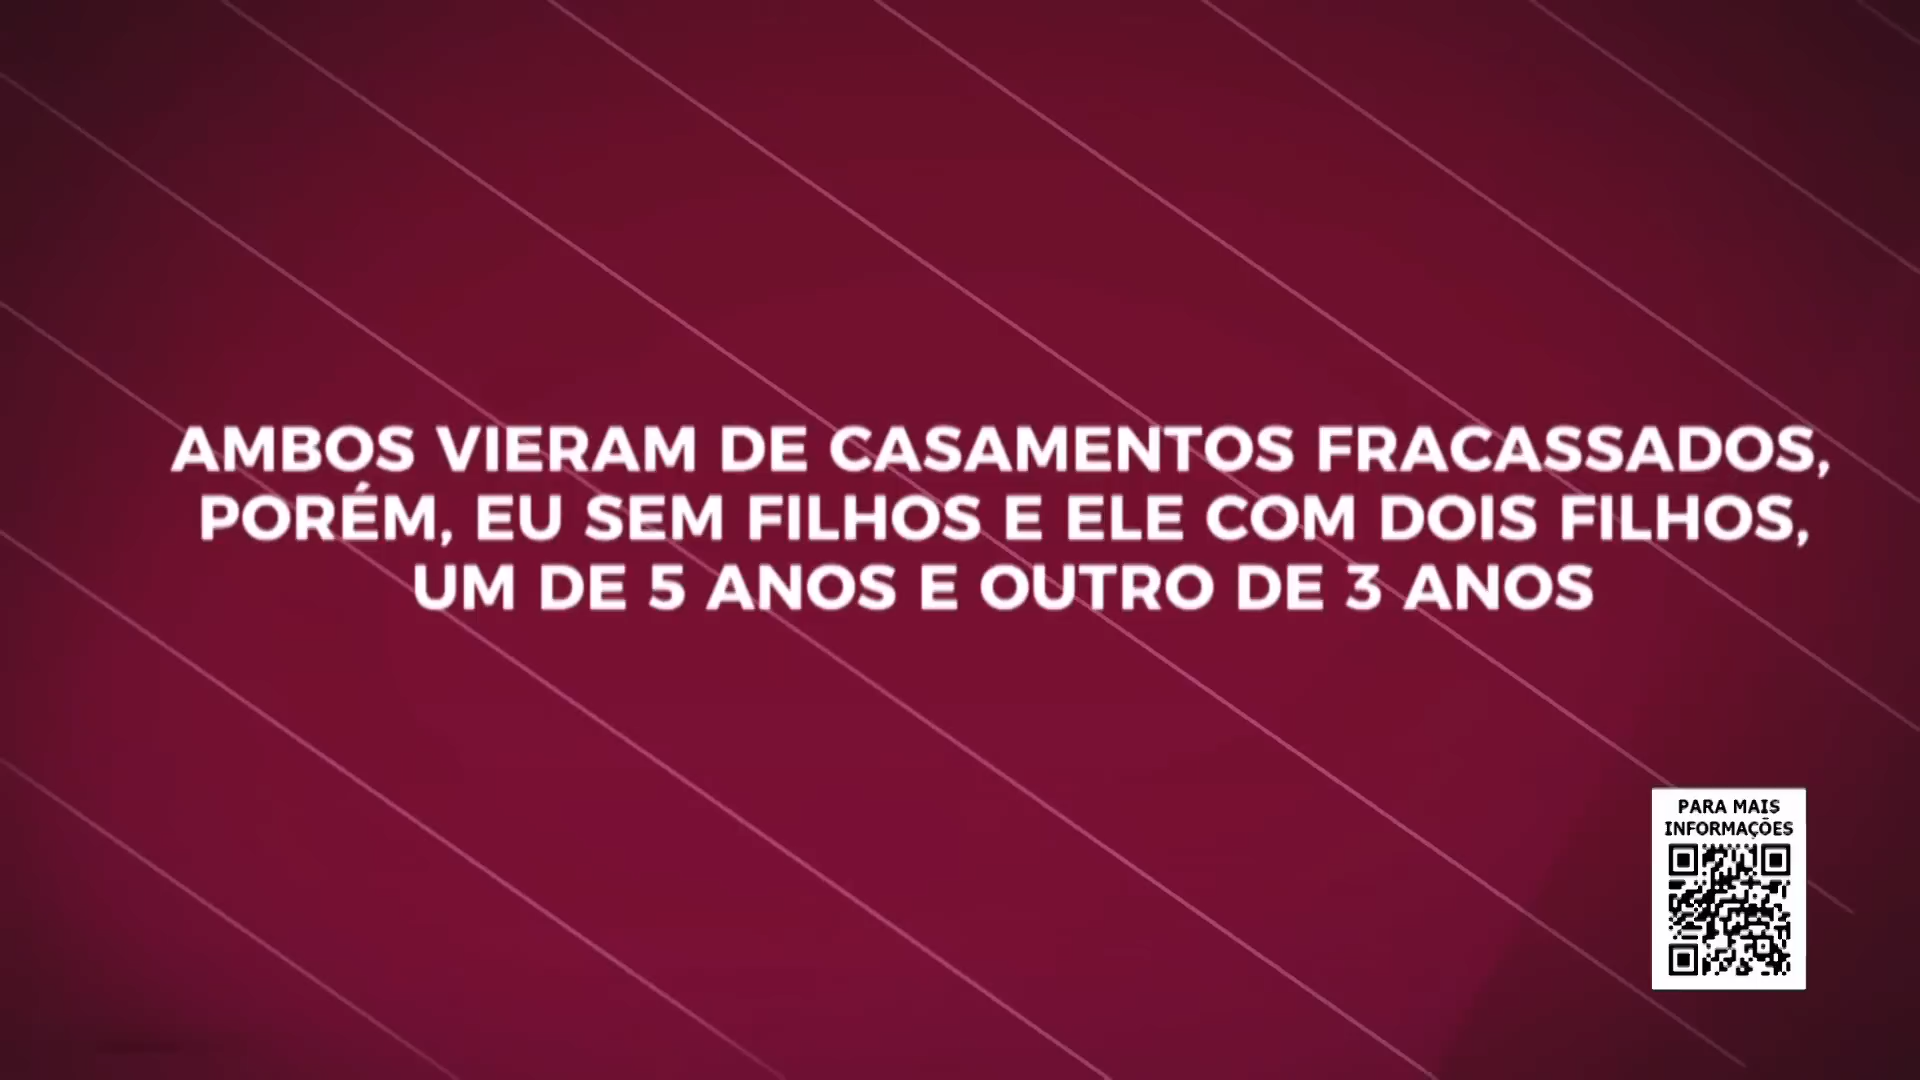 AMBOS VIERAM DE CASAMENTOS FRACASSADOS,
PORÉM, EU SEM FILHOS E ELE COM DOIS FILHOS,
UM DE 5 ANOS E OUTRO DE 3 ANOS
PARA MAIS
INFORMAÇÕES